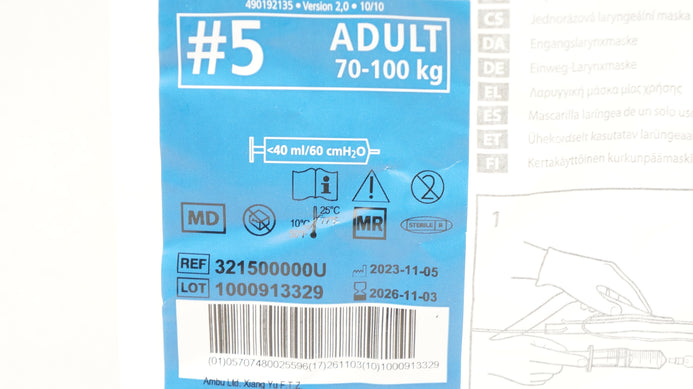 490192135 • Version 2,0 • 10/10
#5
ADULT
70-100 kg
<40 ml/60 cmH2O
MD
10°C
25°C
MR
STERILE R
REF 321500000U
2023-11-05
LOT 1000913329
2026-11-03
(01)05707480025596(17)261103(10)1000913329
Ambu Ltd. Xiang Yu F.T.Z.
CS Jednorázová laryngeální maska
DA Engangslarynxmaske
DE Einweg-Larynxmaske
EL Λαρυγγική μάσκα μίας χρήσης
ES Mascarilla laríngea de un solo uso
ET Ühekordselt kasutatav larüngeaa
FI Kertakäyttöinen kurkunpäämaski
1